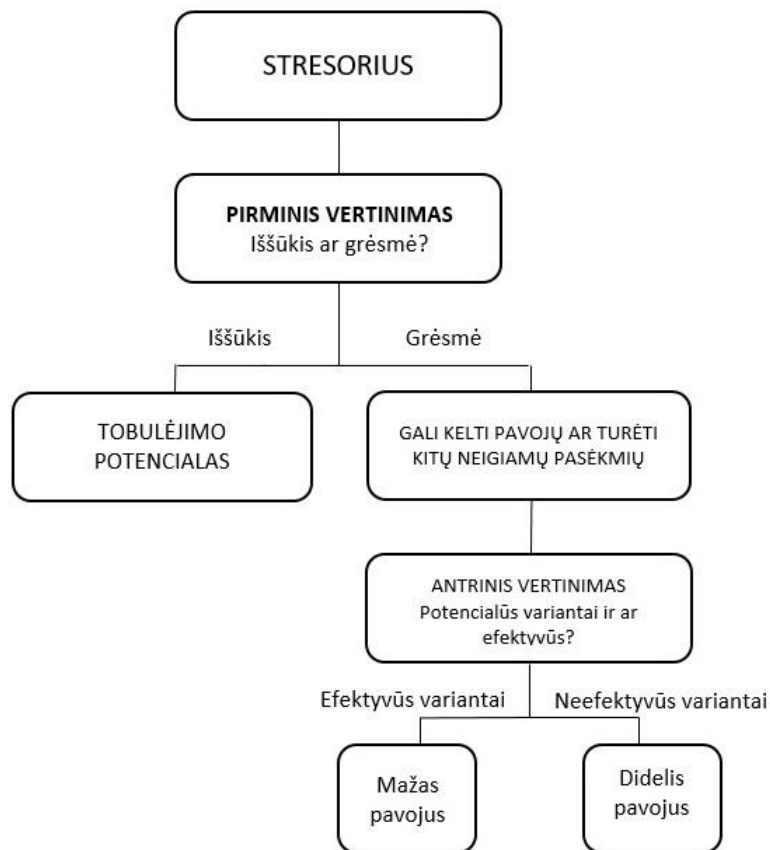 STRESORIUS
PIRMINIS VERTINIMAS
Iššūkis ar grėsmė?
Iššūkis
Grėsmė
TOBULĖJIMO
POTENCIALAS
GALI KELTI PAVOJŲ AR TURĖTI
KITŲ NEIGIAMŲ PASĖKMIŲ
ANTRINIS VERTINIMAS
Potencialūs variantai ir ar
efektyvūs?
Efektyvūs variantai
Neefektyvūs variantai
Mažas
pavojus
Didelis
pavojus